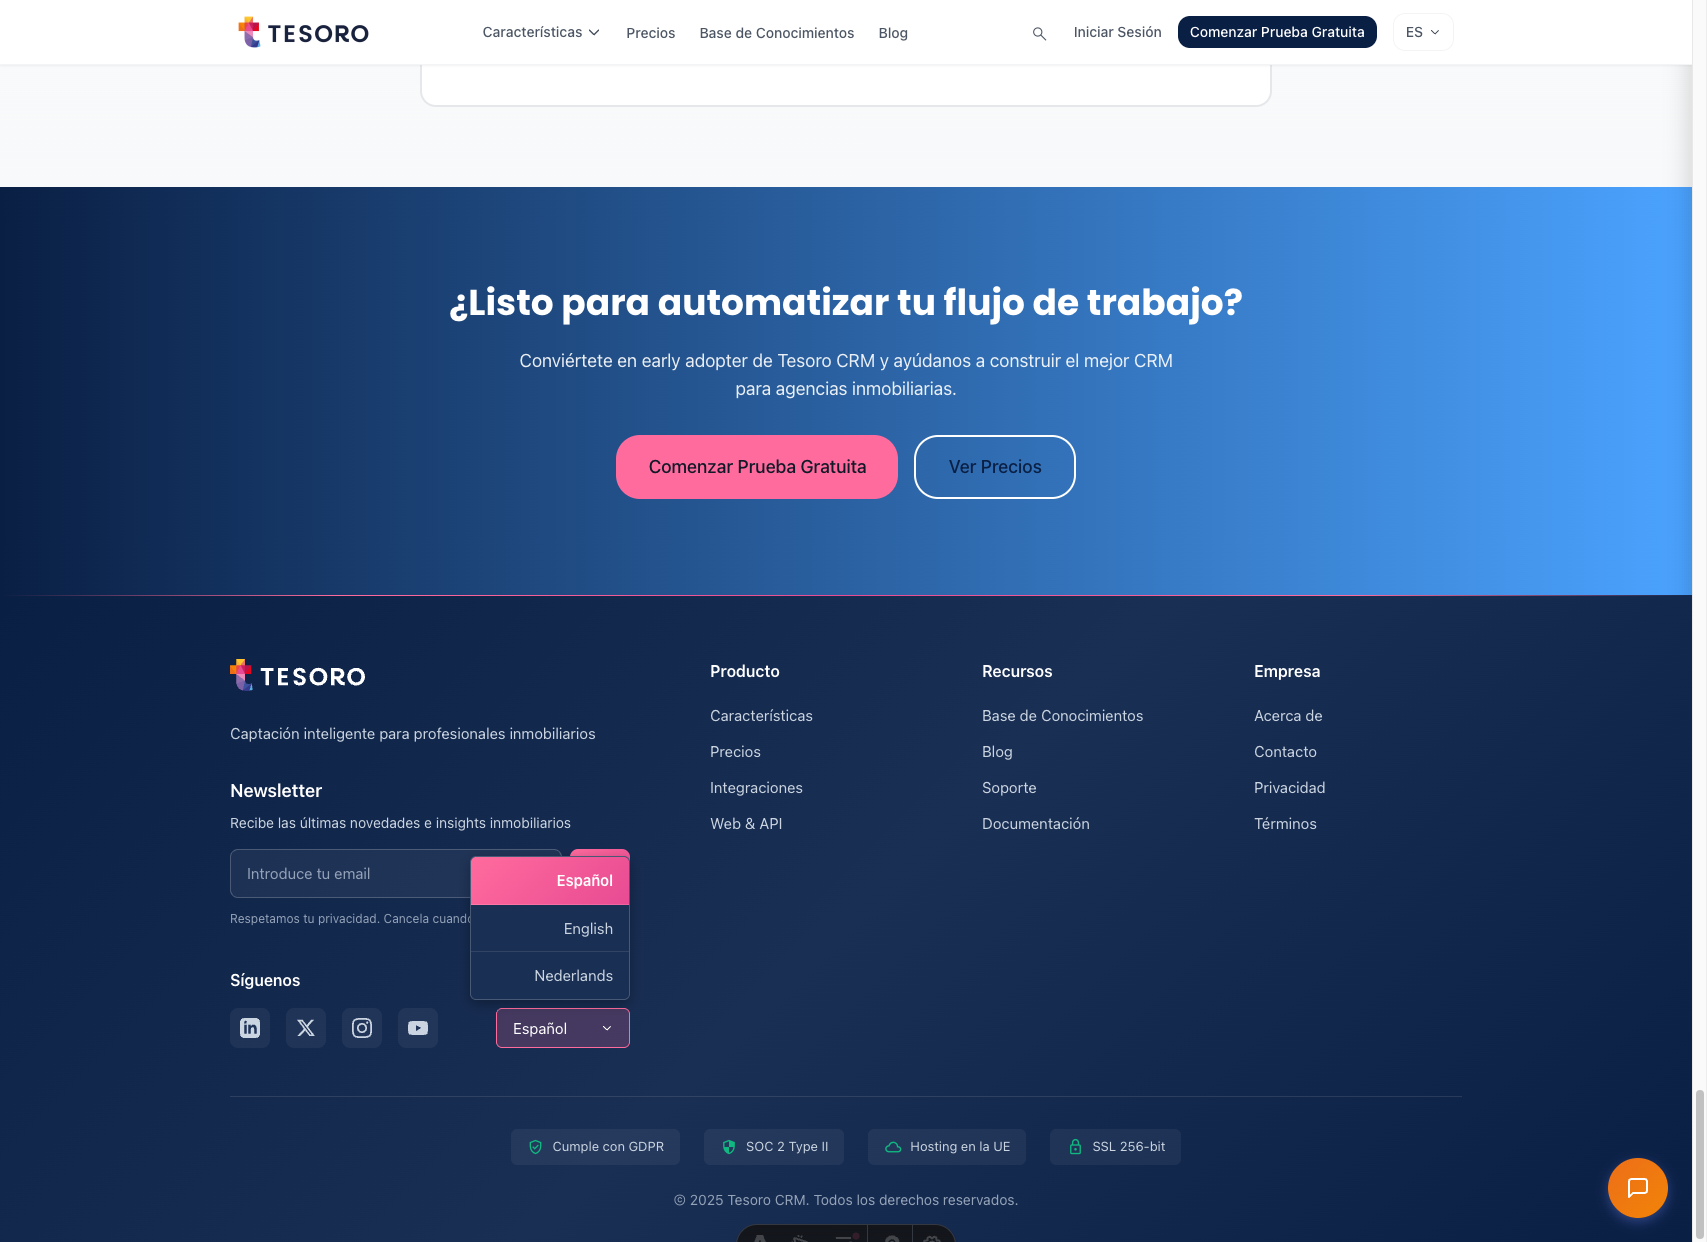 TESORO
Características
Precios
Base de Conocimientos
Blog
Iniciar Sesión
Comenzar Prueba Gratuita
ES
¿Listo para automatizar tu flujo de trabajo?
Conviértete en early adopter de Tesoro CRM y ayúdanos a construir el mejor CRM
para agencias inmobiliarias.
Comenzar Prueba Gratuita
Ver Precios
TESORO
Captación inteligente para profesionales inmobiliarios
Newsletter
Recibe las últimas novedades e insights inmobiliarios
Introduce tu email
Respetamos tu privacidad. Cancela
Español
English
Nederlands
Síguenos
Español
Producto
Características
Precios
Integraciones
Web & API
Recursos
Base de Conocimientos
Blog
Soporte
Documentación
Empresa
Acerca de
Contacto
Privacidad
Términos
Cumple con GDPR
SOC 2 Type II
Hosting en la UE
SSL 256-bit
© 2025 Tesoro CRM. Todos los derechos reservados.